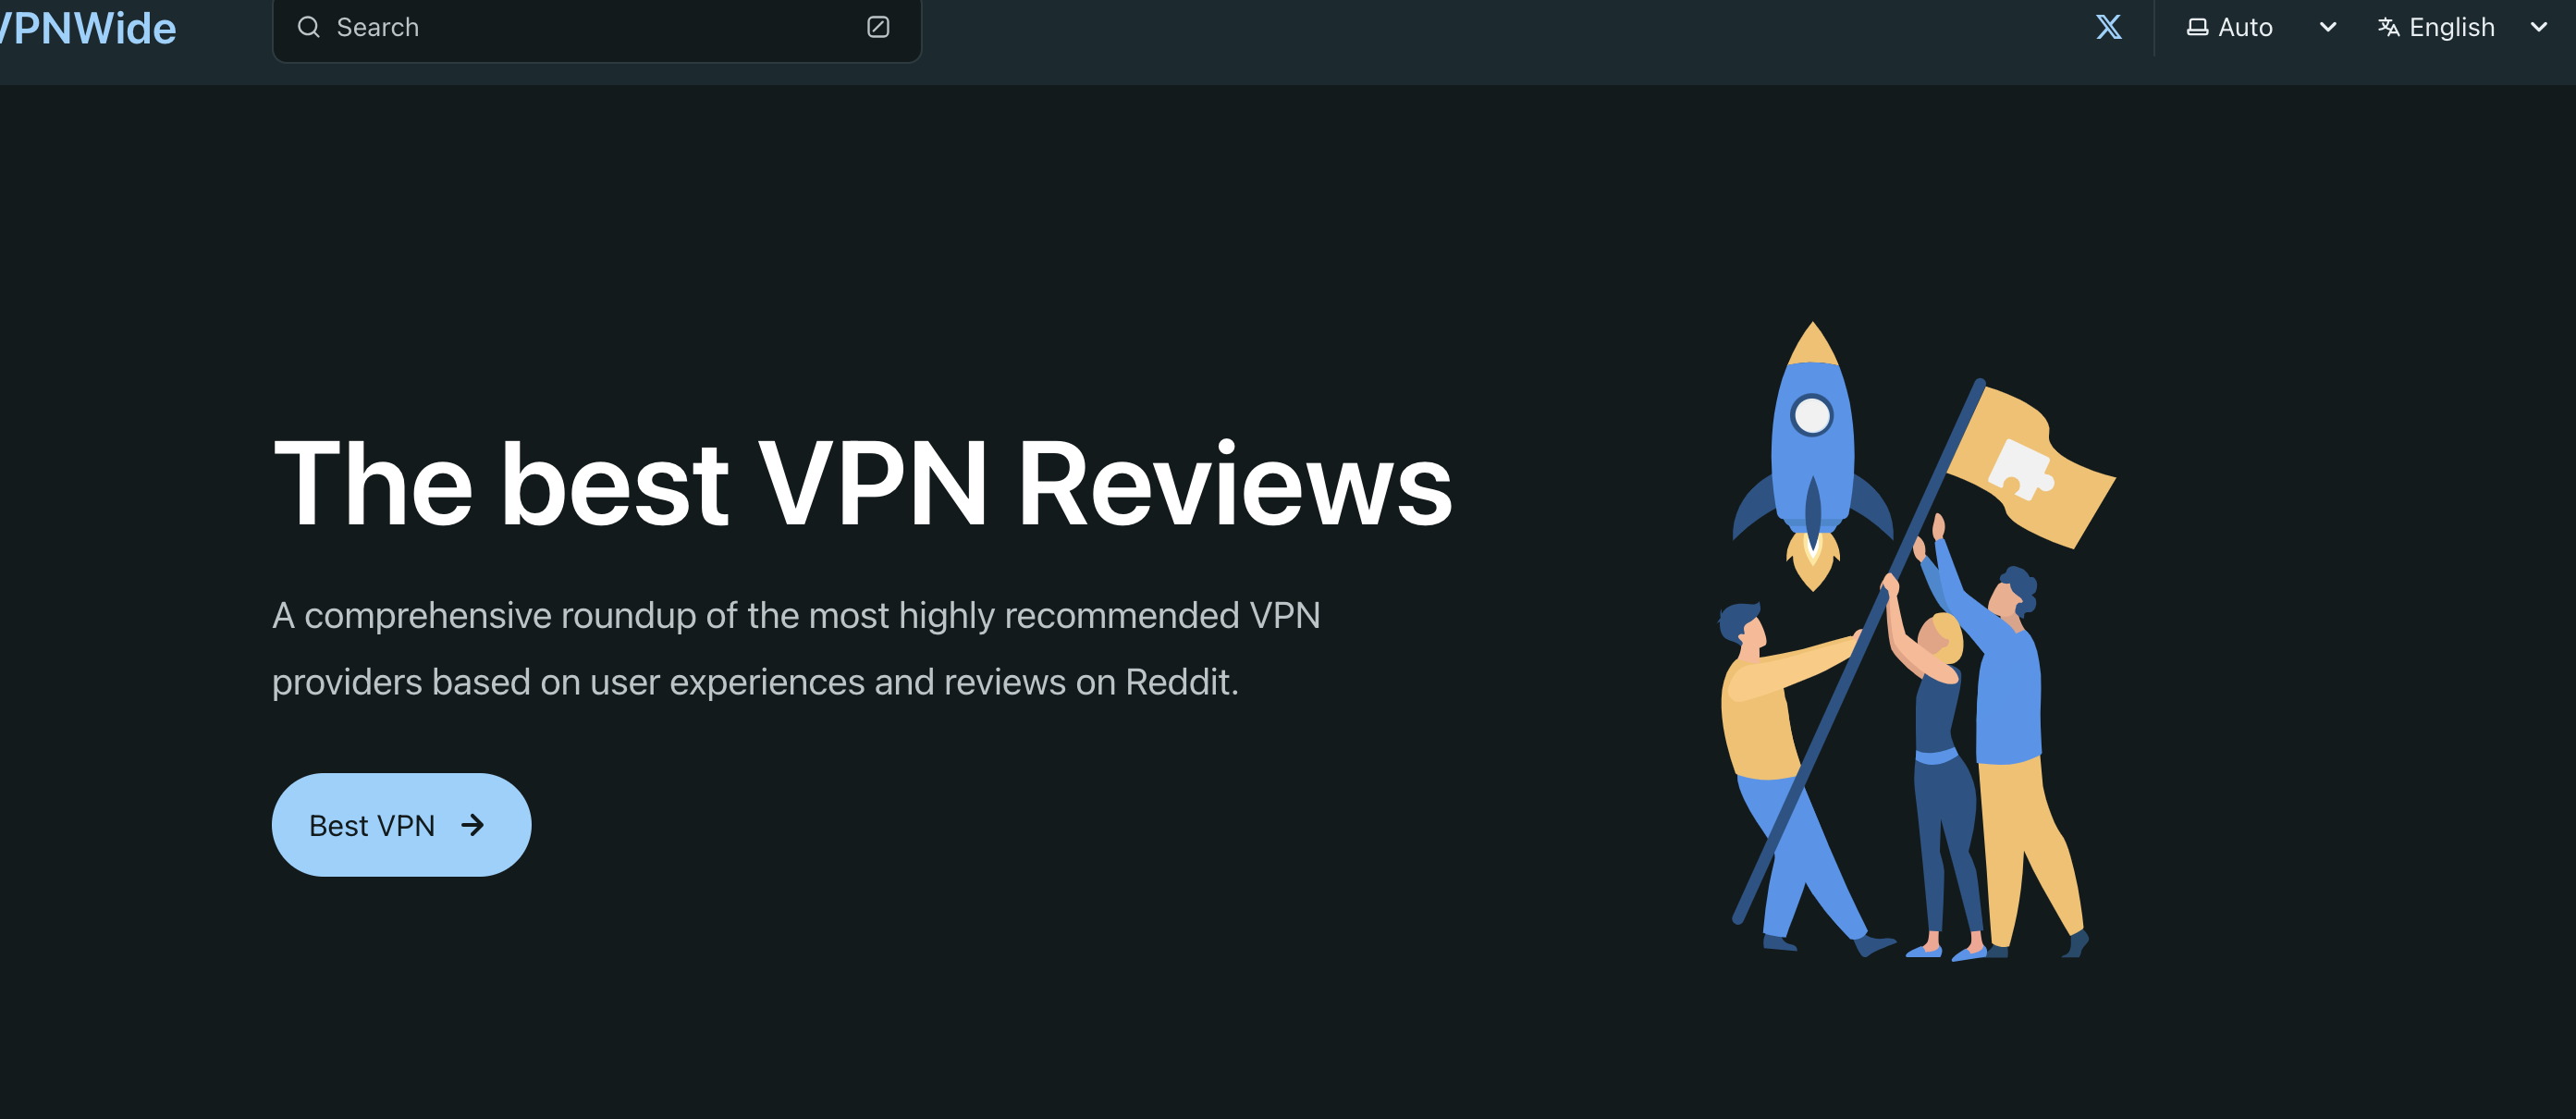 VPNWide
Search
Auto
English
The best VPN Reviews
A comprehensive roundup of the most highly recommended VPN
providers based on user experiences and reviews on Reddit.
Best VPN